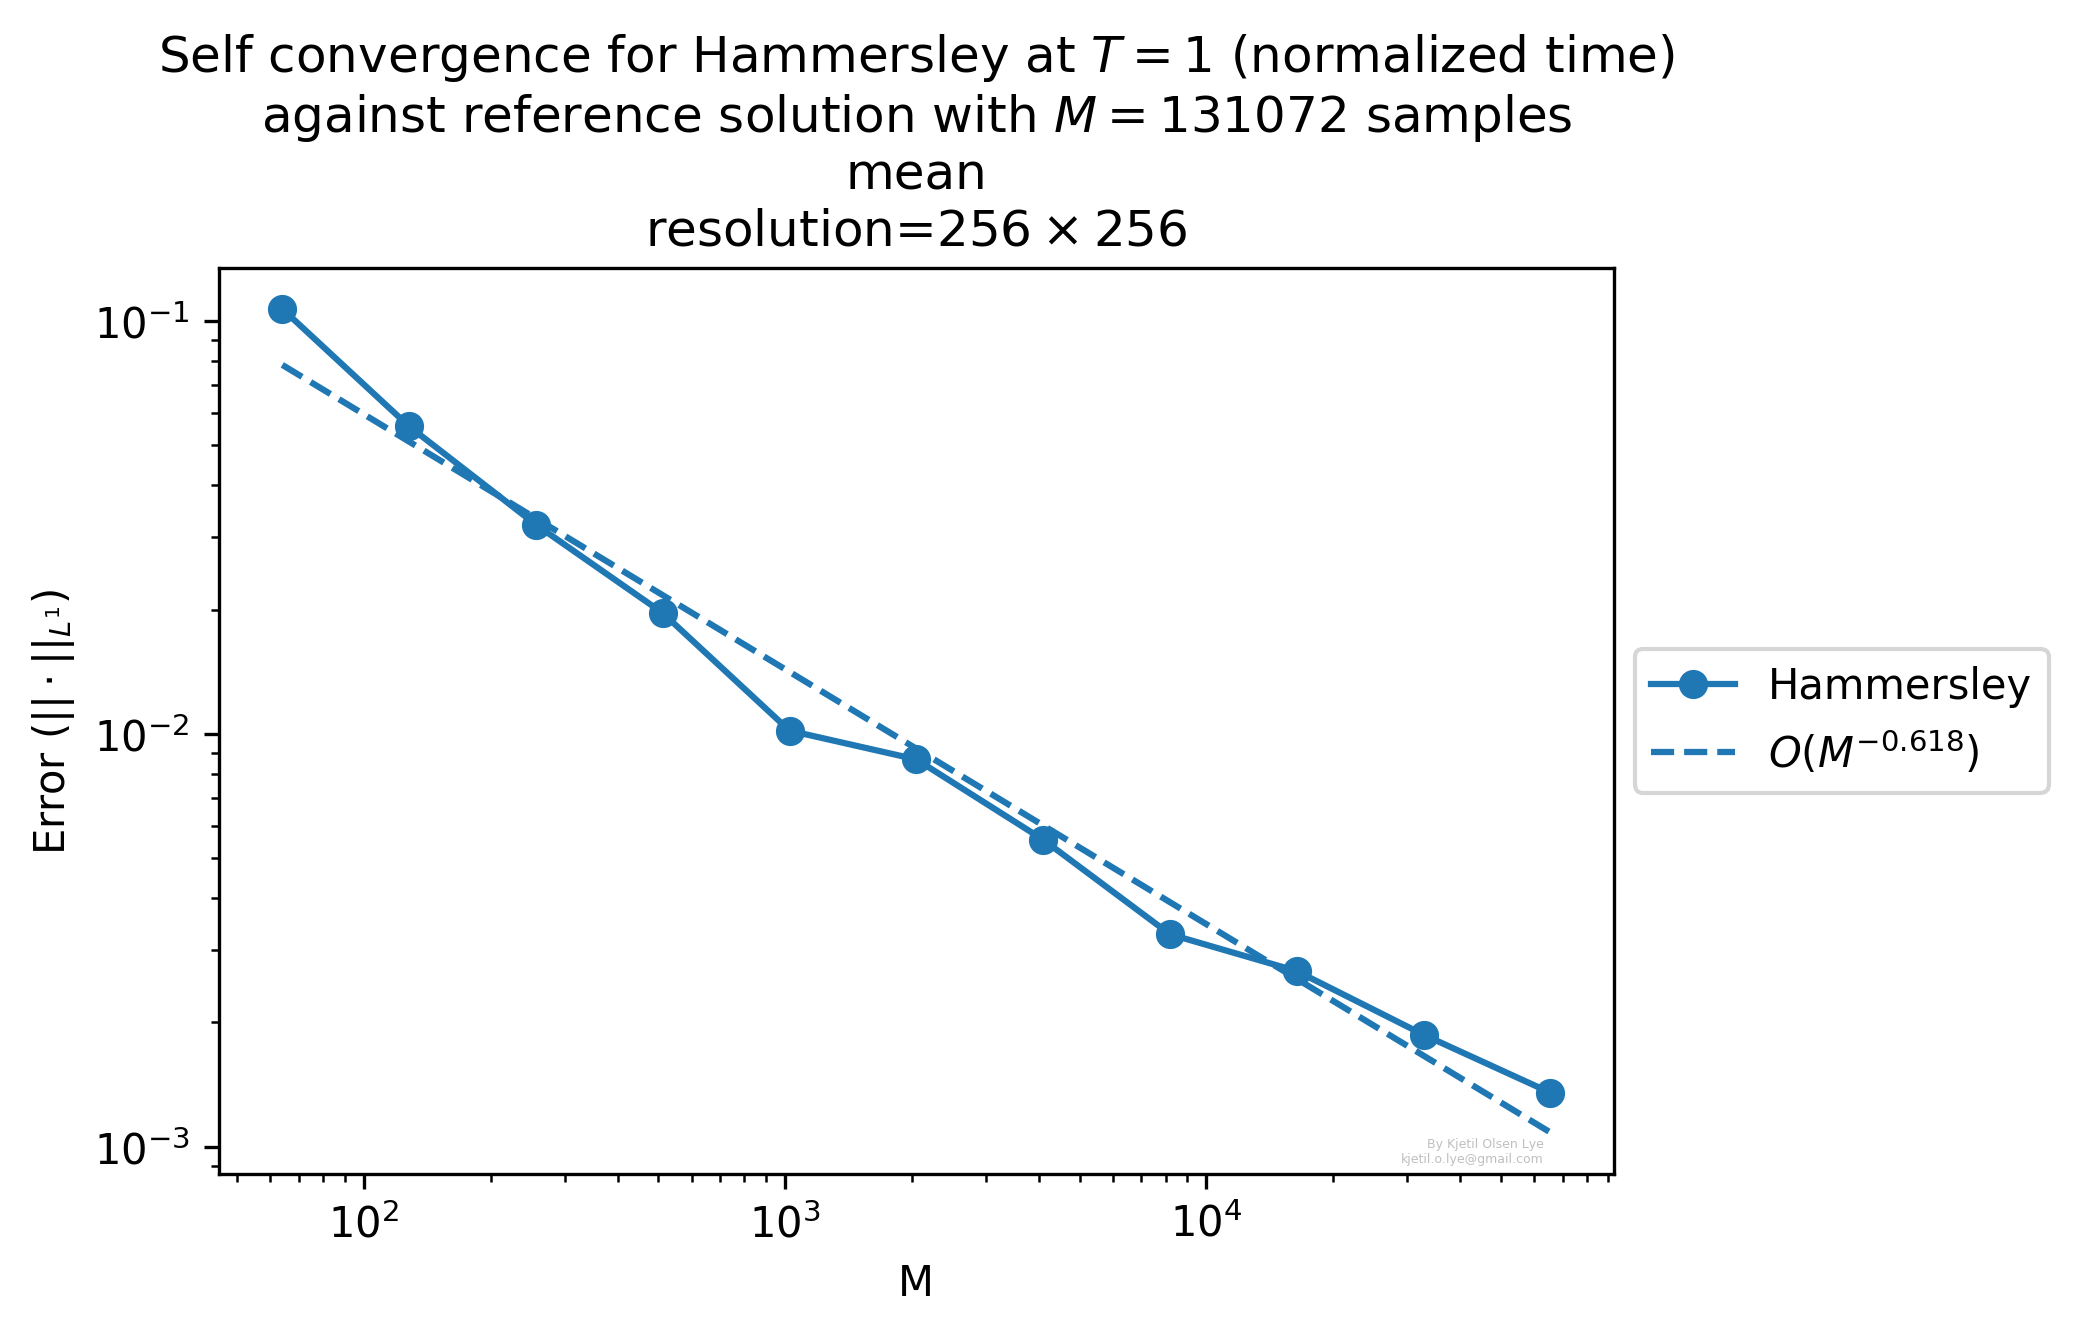 Self convergence for Hammersley at T = 1 (normalized time)
against reference solution with M = 131072 samples
mean
resolution=256 × 256
10⁻¹
10⁻²
10⁻³
Error (|| · ||_{L¹})
Hammersley
O(M⁻⁰·⁶¹⁸)
By Kjetil Olsen Lye
kjetil.o.lye@gmail.com
10² 10³ 10⁴
M